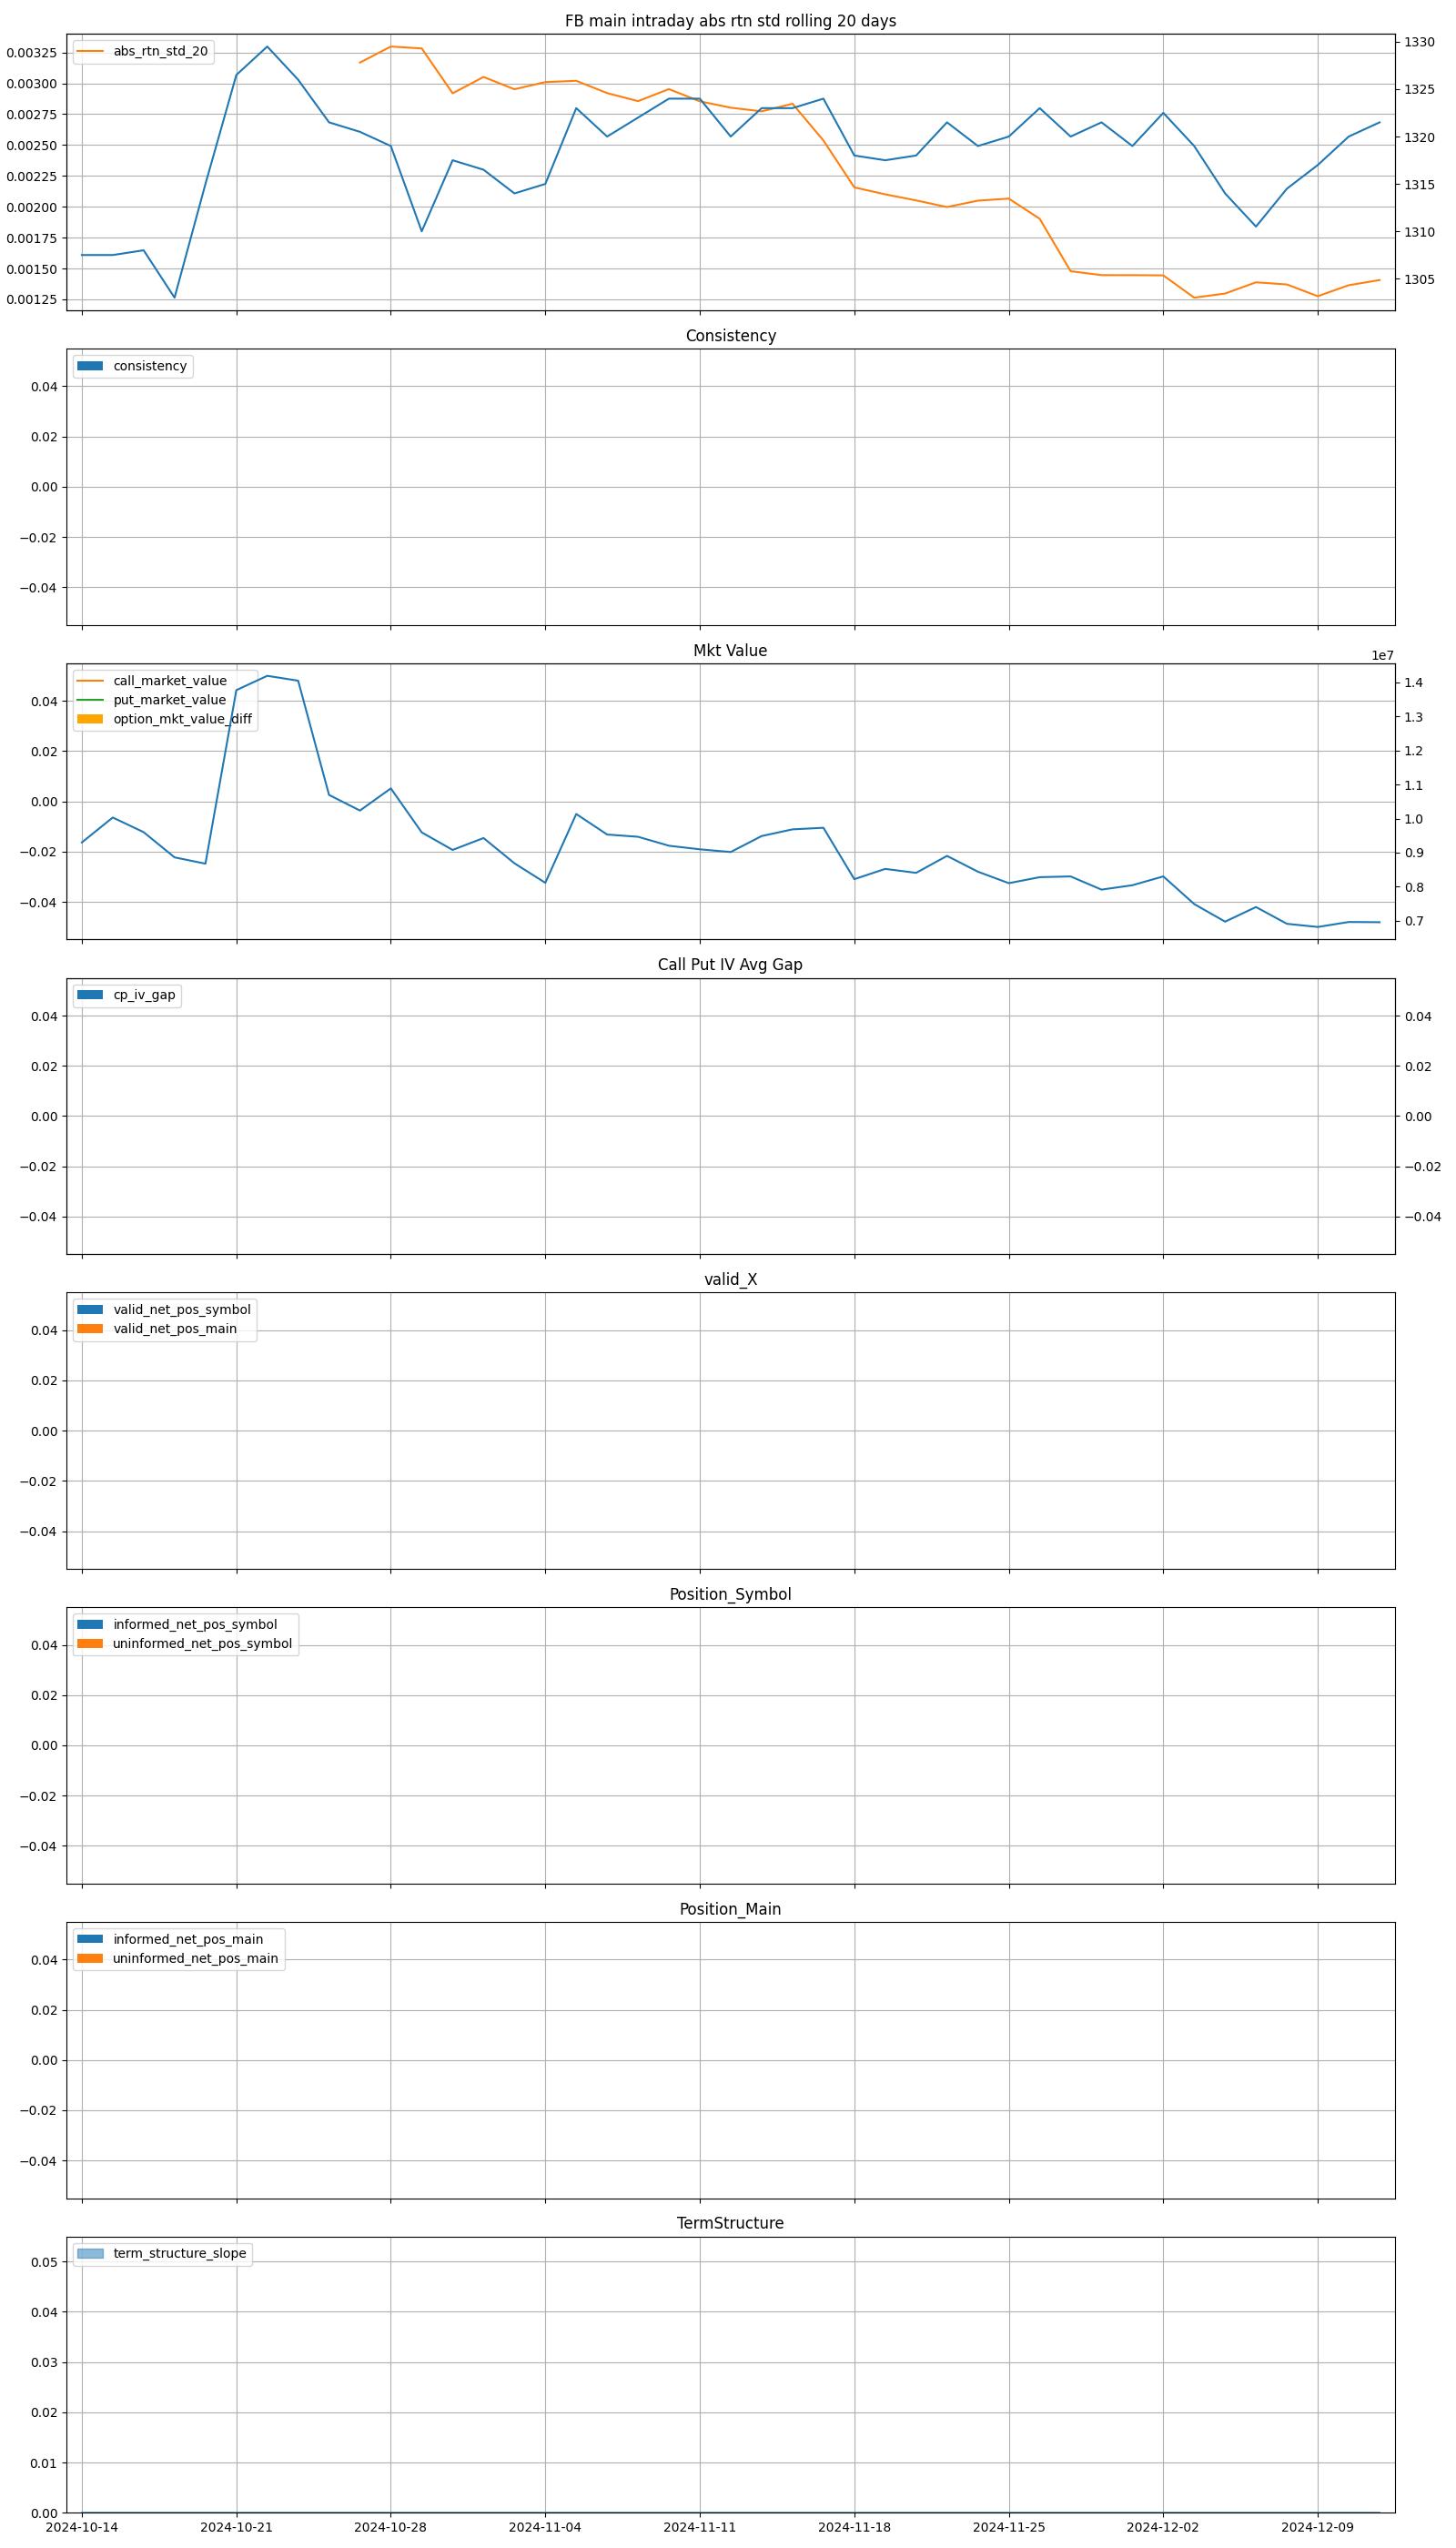 FB main intraday abs rtn std rolling 20 days
abs_rtn_std_20
0.00325
0.00300
0.00275
0.00250
0.00225
0.00200
0.00175
0.00150
0.00125
1330
1325
1320
1315
1310
1305
Consistency
consistency
0.04
0.02
0.00
−0.02
−0.04
Mkt Value
1e7
call_market_value
put_market_value
option_mkt_value_diff
0.04
0.02
0.00
−0.02
−0.04
1.4
1.3
1.2
1.1
1.0
0.9
0.8
0.7
Call Put IV Avg Gap
cp_iv_gap
0.04
0.02
0.00
−0.02
−0.04
0.04
0.02
0.00
−0.02
−0.04
valid_X
valid_net_pos_symbol
valid_net_pos_main
0.04
0.02
0.00
−0.02
−0.04
Position_Symbol
informed_net_pos_symbol
uninformed_net_pos_symbol
0.04
0.02
0.00
−0.02
−0.04
Position_Main
informed_net_pos_main
uninformed_net_pos_main
0.04
0.02
0.00
−0.02
−0.04
TermStructure
term_structure_slope
0.05
0.04
0.03
0.02
0.01
0.00
2024-10-14 2024-10-21 2024-10-28 2024-11-04 2024-11-11 2024-11-18 2024-11-25 2024-12-02 2024-12-09